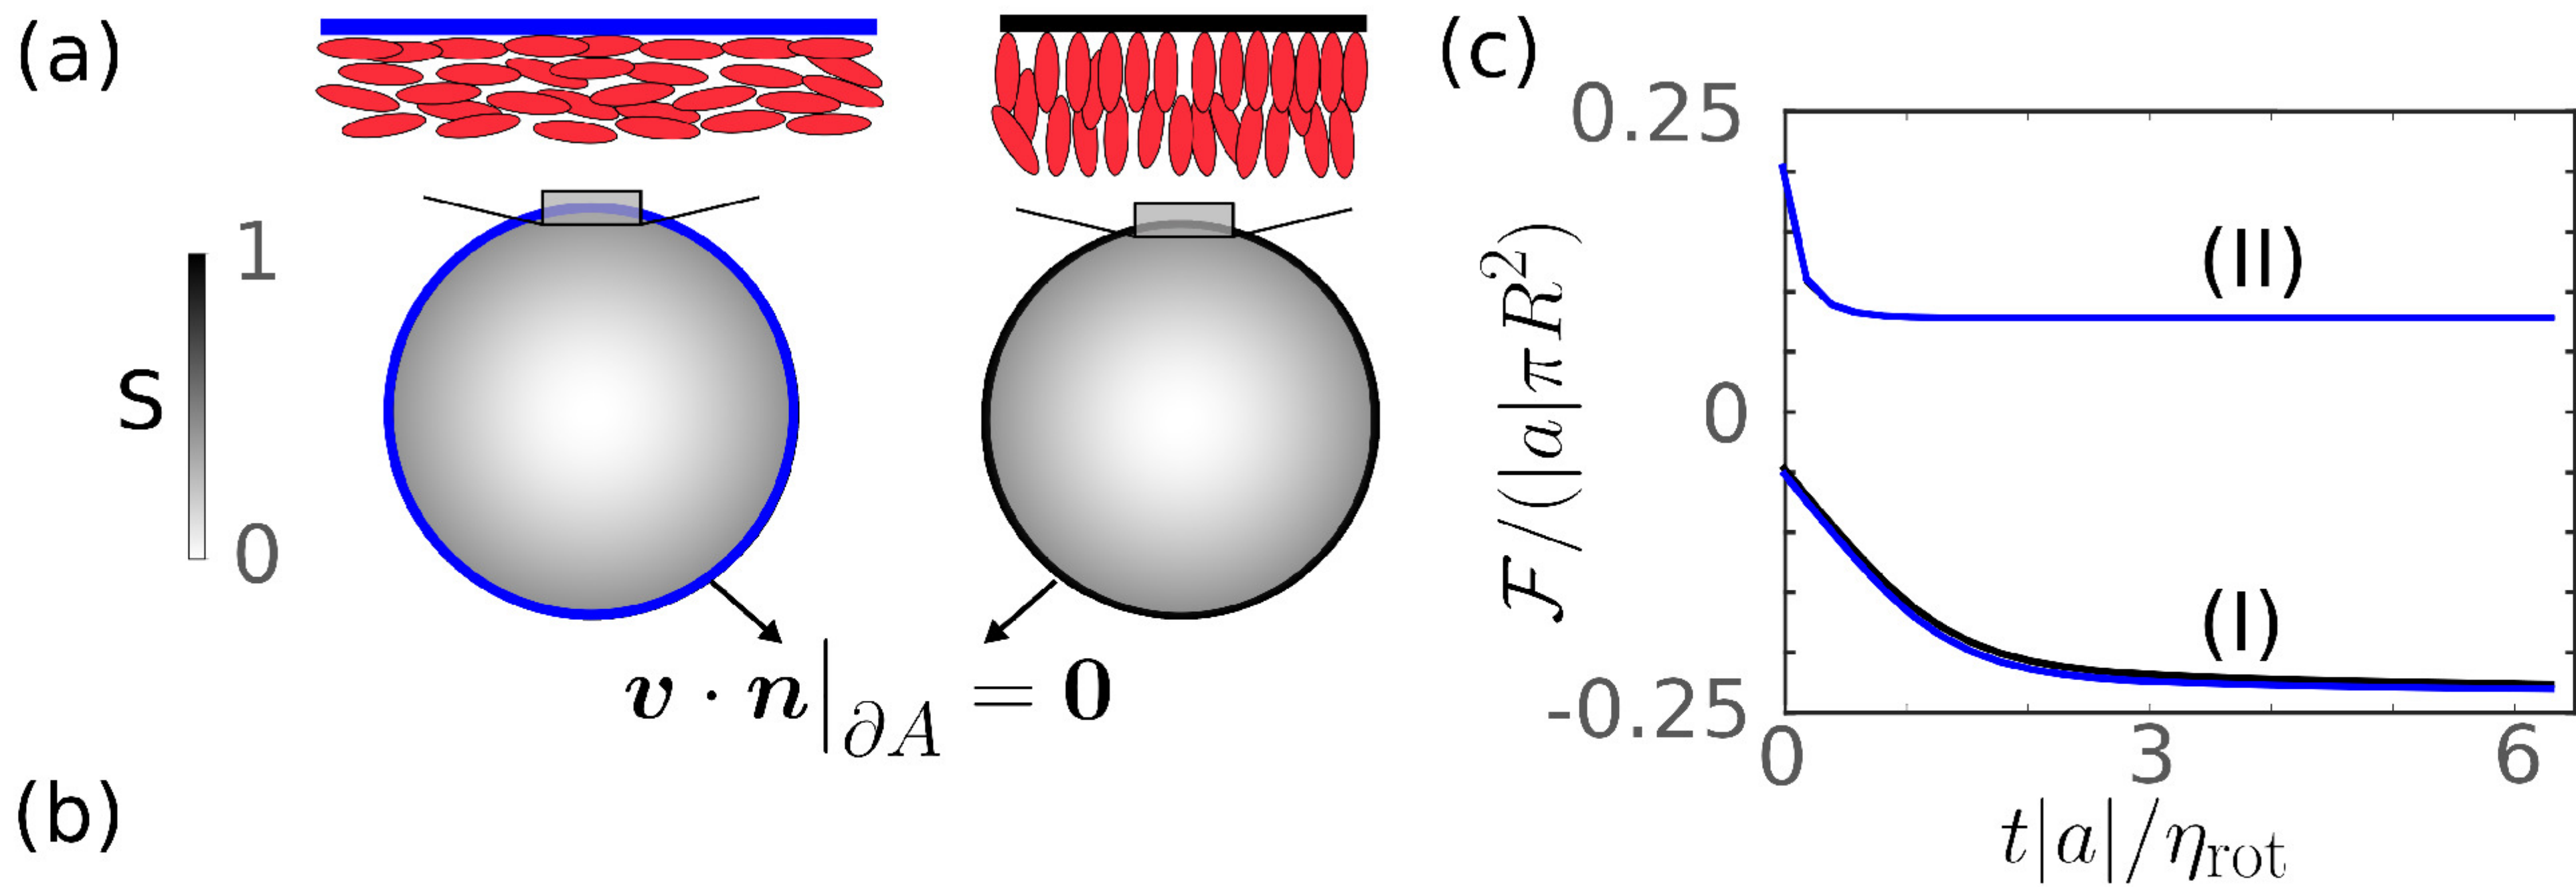 (a)
S
1
0
v · n|∂A = 0
(b)
(c)
0.25
0
-0.25
F/(|a|πR²)
(II)
(I)
0
3
6
t|a|/ηrot